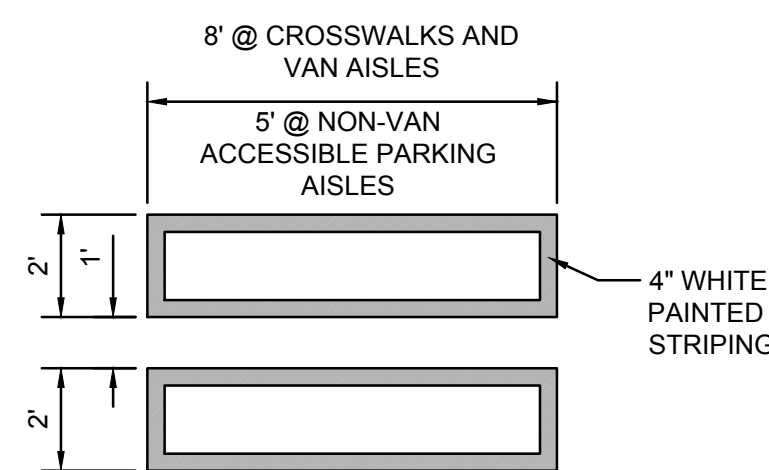 8' @ CROSSWALKS AND
VAN AISLES
5' @ NON-VAN
ACCESSIBLE PARKING
AISLES
2'
1'
4" WHITE
PAINTED
STRIPING
2'